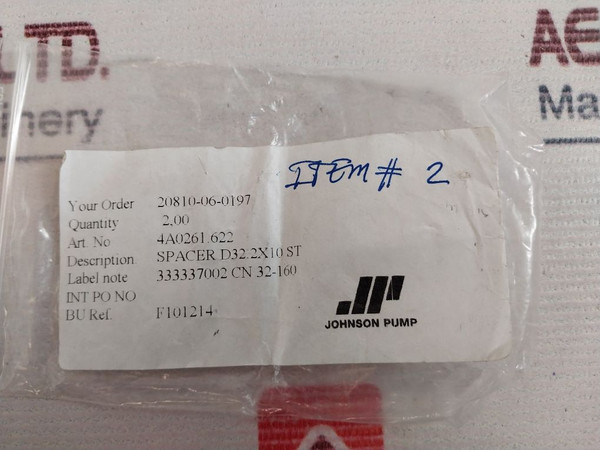 LTD.
inery
AE
Ma
ITEM # 2
Your Order 20810-06-0197
Quantity 2,00
Art. No 4A0261.622
Description. SPACER.D32.2X10 ST
Label note 333337002 CN 32-160
INT PO NO
BU Ref. F101214
JP
JOHNSON PUMP